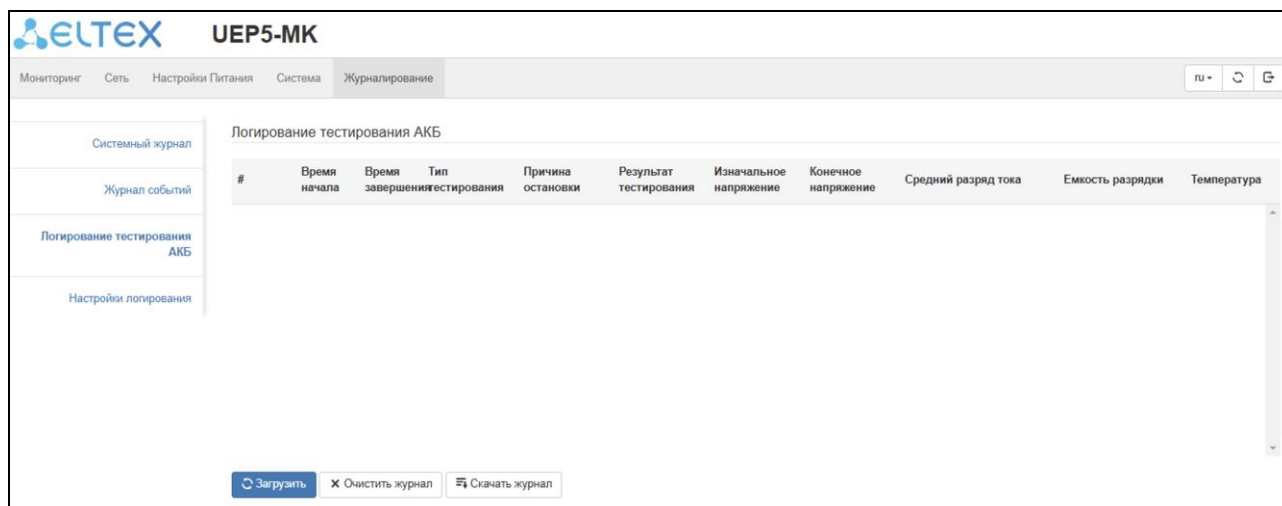 ELTEX UEP5-MK
Мониторинг Сеть Настройки Питания Система Журналирование ru
Системный журнал
Журнал событий
Логирование тестирования
АКБ
Настройки логирования
Логирование тестирования АКБ
# Время начала Время завершения Тип тестирования Причина остановки Результат тестирования Изначальное напряжение Конечное напряжение Средний разряд тока Емкость разрядки Температура
Загрузить Очистить журнал Скачать журнал